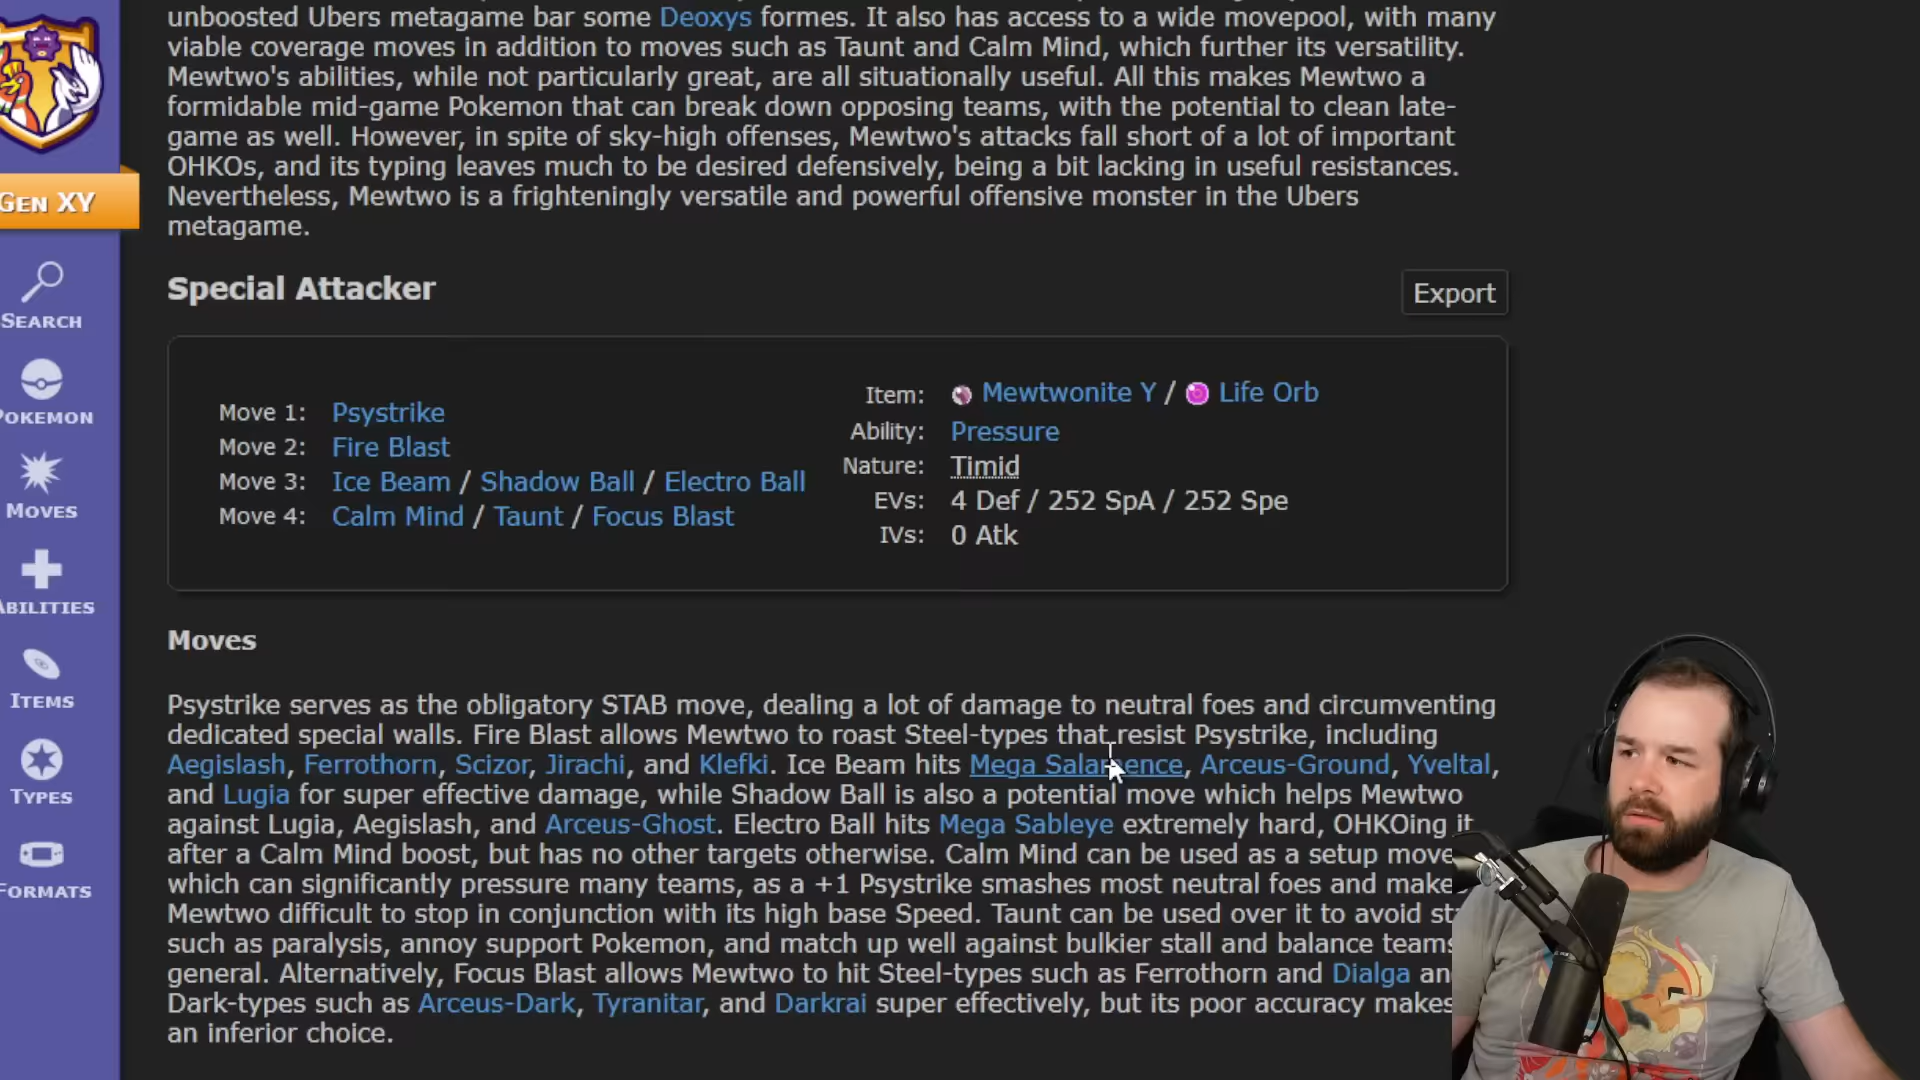 unboosted Ubers metagame bar some Deoxys formes. It also has access to a wide movepool, with many
viable coverage moves in addition to moves such as Taunt and Calm Mind, which further its versatility.
Mewtwo's abilities, while not particularly great, are all situationally useful. All this makes Mewtwo a
formidable mid-game Pokemon that can break down opposing teams, with the potential to clean late-
game as well. However, in spite of sky-high offenses, Mewtwo's attacks fall short of a lot of important
OHKOs, and its typing leaves much to be desired defensively, being a bit lacking in useful resistances.
Nevertheless, Mewtwo is a frighteningly versatile and powerful offensive monster in the Ubers
metagame.
GEN XY
SEARCH
POKEMON
MOVES
ABILITIES
ITEMS
TYPES
FORMATS
Special Attacker
Export
Move 1: Psystrike
Move 2: Fire Blast
Move 3: Ice Beam / Shadow Ball / Electro Ball
Move 4: Calm Mind / Taunt / Focus Blast
Item: Mewtwonite Y / Life Orb
Ability: Pressure
Nature: Timid
EVs: 4 Def / 252 SpA / 252 Spe
IVs: 0 Atk
Moves
Psystrike serves as the obligatory STAB move, dealing a lot of damage to neutral foes and circumventing
dedicated special walls. Fire Blast allows Mewtwo to roast Steel-types that resist Psystrike, including
Aegislash, Ferrothorn, Scizor, Jirachi, and Klefki. Ice Beam hits Mega Salamence, Arceus-Ground, Yveltal,
and Lugia for super effective damage, while Shadow Ball is also a potential move which helps Mewtwo
against Lugia, Aegislash, and Arceus-Ghost. Electro Ball hits Mega Sableye extremely hard, OHKOing it
after a Calm Mind boost, but has no other targets otherwise. Calm Mind can be used as a setup move
which can significantly pressure many teams, as a +1 Psystrike smashes most neutral foes and make
Mewtwo difficult to stop in conjunction with its high base Speed. Taunt can be used over it to avoid
such as paralysis, annoy support Pokemon, and match up well against bulkier stall and balance teams
general. Alternatively, Focus Blast allows Mewtwo to hit Steel-types such as Ferrothorn and Dialga an
Dark-types such as Arceus-Dark, Tyranitar, and Darkrai super effectively, but its poor accuracy makes
an inferior choice.